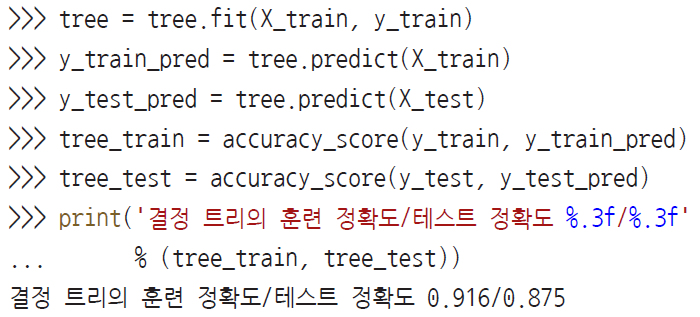 >>> tree = tree.fit(X_train, y_train)
>>> y_train_pred = tree.predict(X_train)
>>> y_test_pred = tree.predict(X_test)
>>> tree_train = accuracy_score(y_train, y_train_pred)
>>> tree_test = accuracy_score(y_test, y_test_pred)
>>> print('결정 트리의 훈련 정확도/테스트 정확도 %.3f/%.3f'
...       % (tree_train, tree_test))
결정 트리의 훈련 정확도/테스트 정확도 0.916/0.875